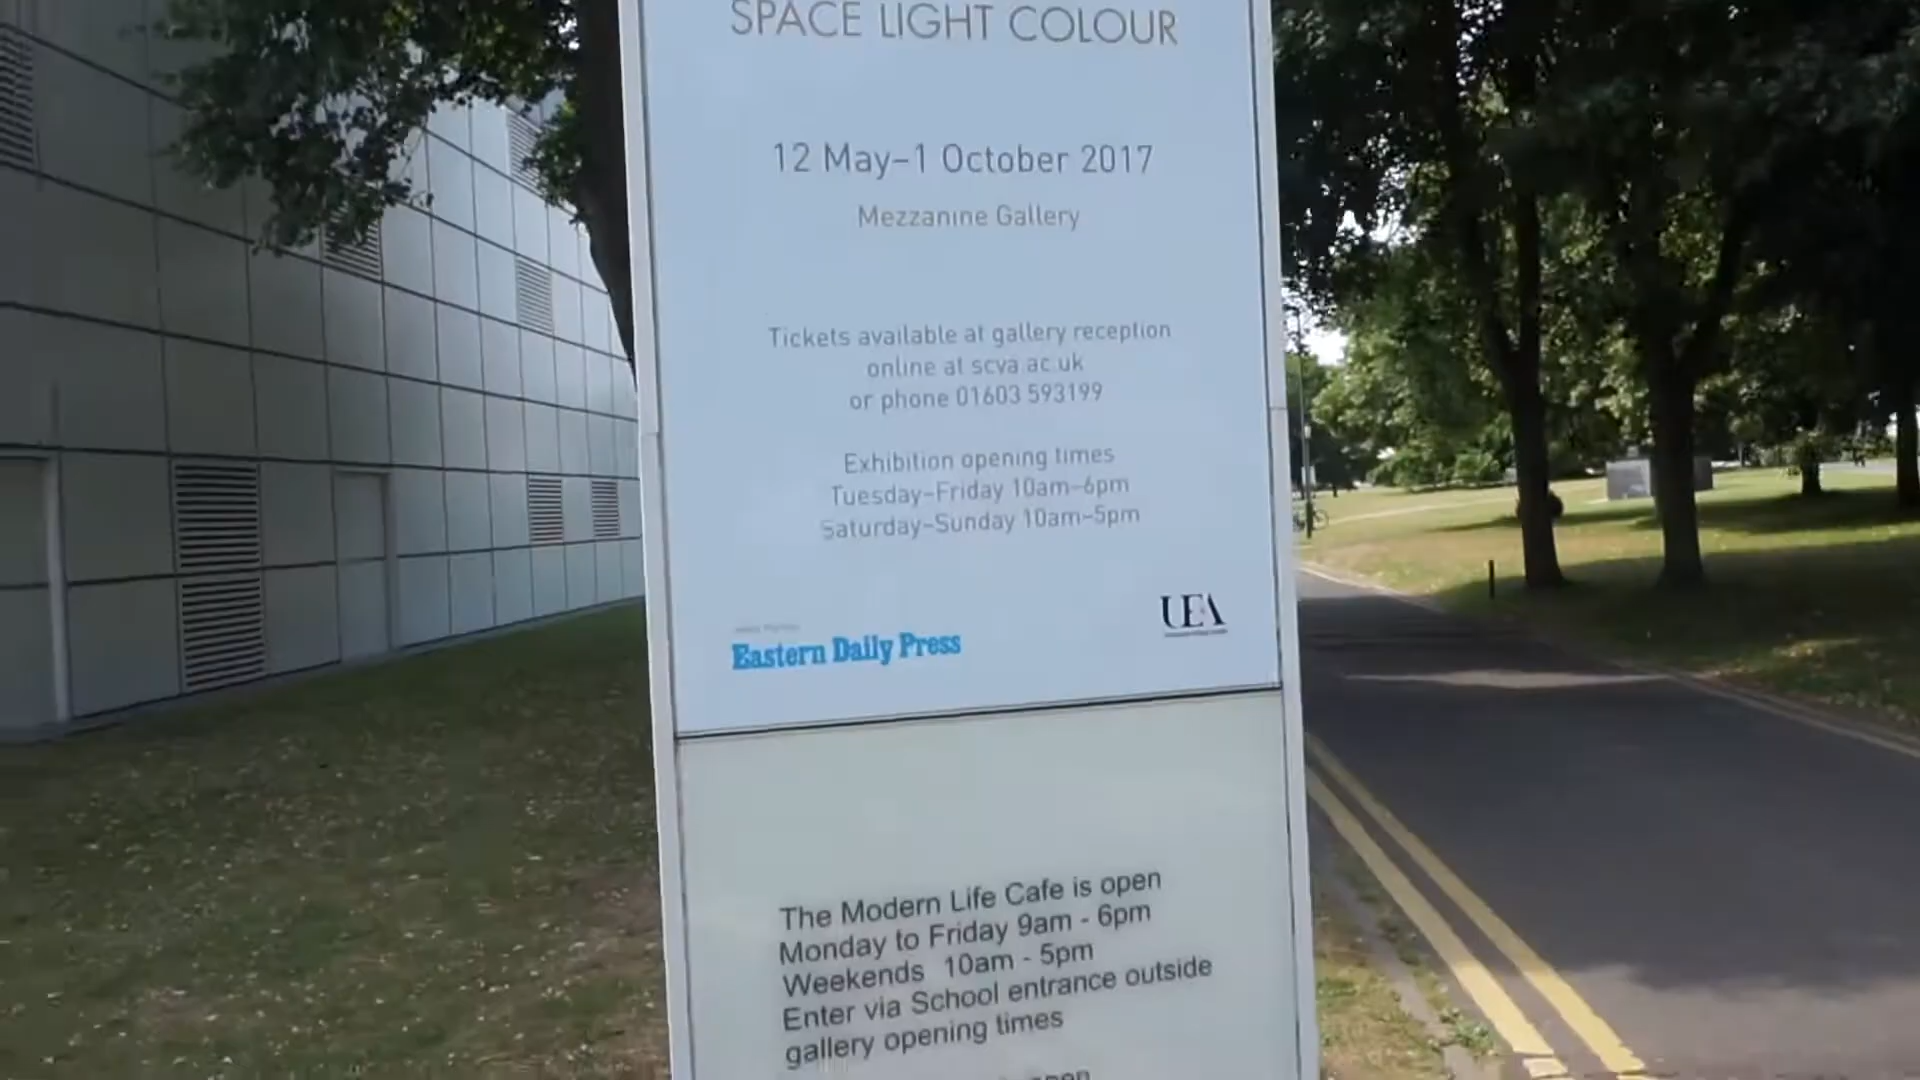 SPACE LIGHT COLOUR
12 May–1 October 2017
Mezzanine Gallery
Tickets available at gallery reception
online at scva.ac.uk
or phone 01603 593199
Exhibition opening times
Tuesday–Friday 10am–6pm
Saturday–Sunday 10am–5pm
Eastern Daily Press
UEA
The Modern Life Cafe is open
Monday to Friday 9am - 6pm
Weekends 10am - 5pm
Enter via School entrance outside
gallery opening times